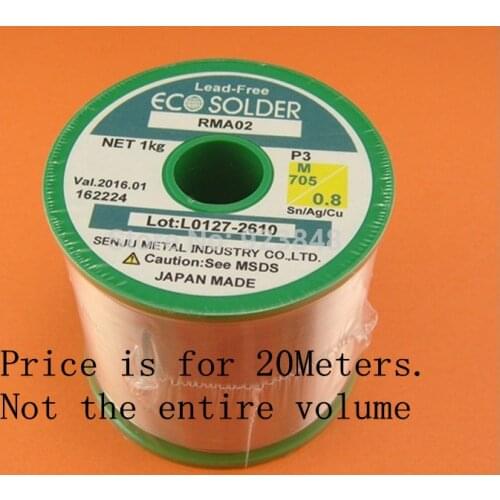 Lead-Free
ECO SOLDER
RMA02
NET 1kg
P3
M
705
0.8
Sn/Ag/Cu
Val.2016.01
162224
Lot:L0127-2610
SENJU METAL INDUSTRY CO.,LTD.
Caution:See MSDS
JAPAN MADE
Price is for 20Meters.
Not the entire volume